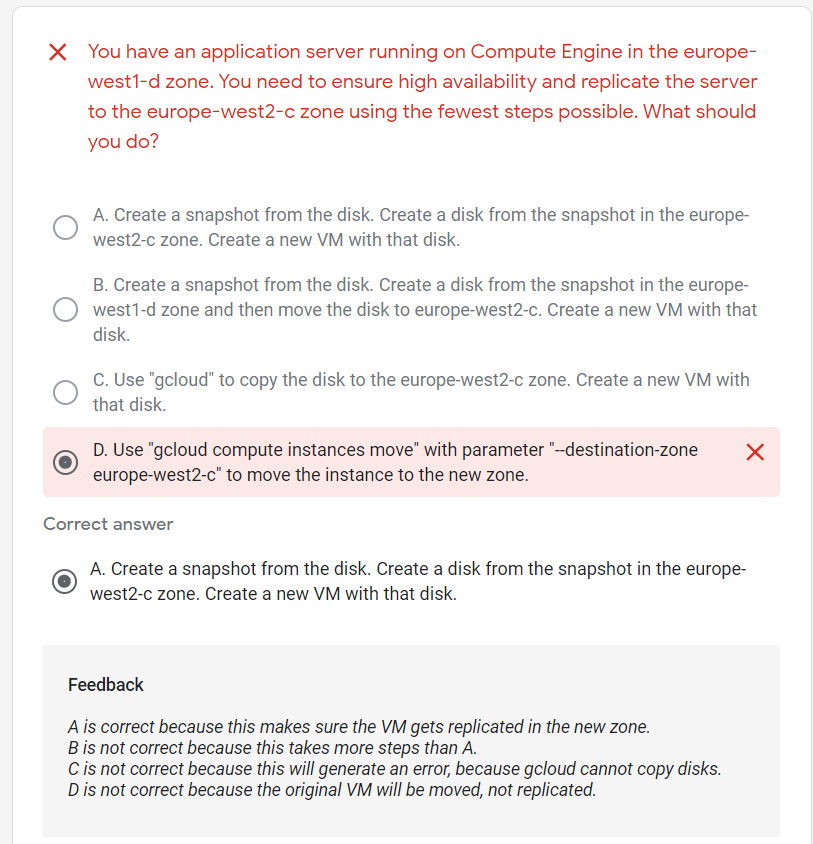 You have an application server running on Compute Engine in the europe-
west1-d zone. You need to ensure high availability and replicate the server
to the europe-west2-c zone using the fewest steps possible. What should
you do?
A. Create a snapshot from the disk. Create a disk from the snapshot in the europe-
west2-c zone. Create a new VM with that disk.
B. Create a snapshot from the disk. Create a disk from the snapshot in the europe-
west1-d zone and then move the disk to europe-west2-c. Create a new VM with that
disk.
C. Use "gcloud" to copy the disk to the europe-west2-c zone. Create a new VM with
that disk.
D. Use "gcloud compute instances move" with parameter "--destination-zone
europe-west2-c" to move the instance to the new zone.
Correct answer
A. Create a snapshot from the disk. Create a disk from the snapshot in the europe-
west2-c zone. Create a new VM with that disk.
Feedback
A is correct because this makes sure the VM gets replicated in the new zone.
B is not correct because this takes more steps than A.
C is not correct because this will generate an error, because gcloud cannot copy disks.
D is not correct because the original VM will be moved, not replicated.